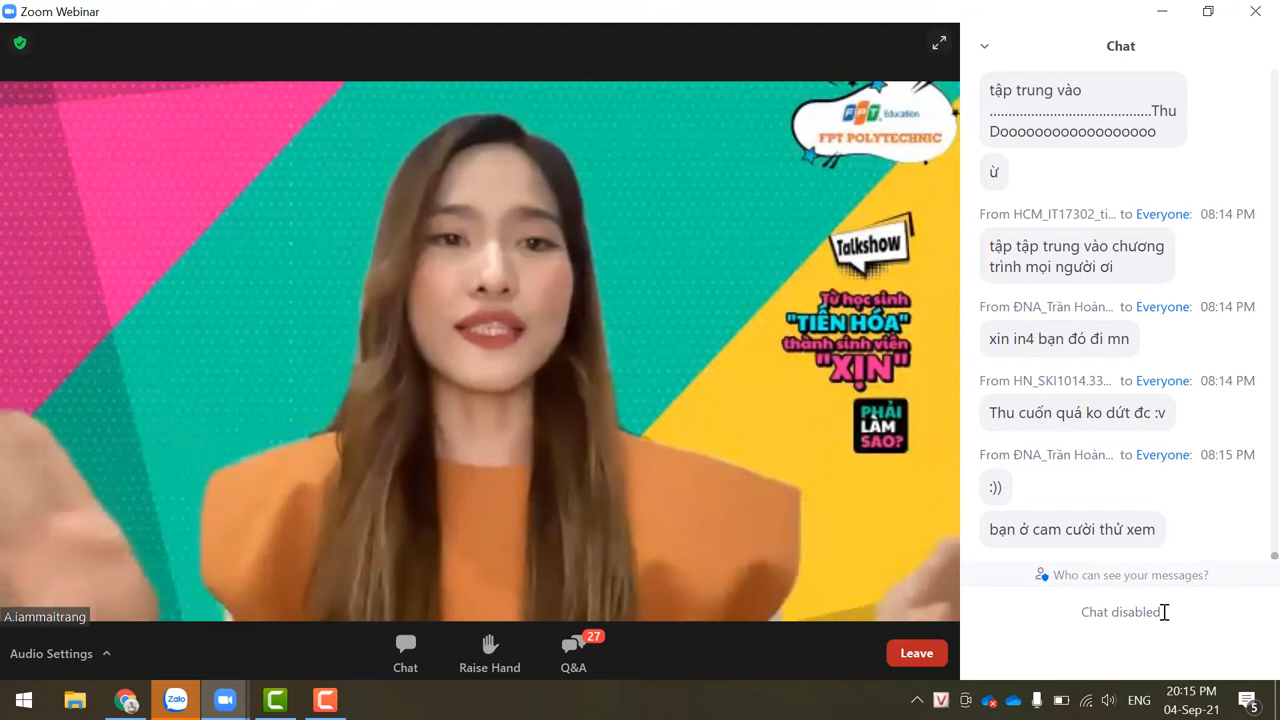 Zoom Webinar
FPT Education
FPT POLYTECHNIC
Talkshow
Từ học sinh
"TIẾN HÓA"
thành sinh viên
"XỊN"
PHẢI
LÀM
SAO?
A.iammaitrang
Chat
tập trung vào
...........................................Thu
Doooooooooooooooooo
ừ
From HCM_IT17302_ti... to Everyone: 08:14 PM
tập tập trung vào chương
trình mọi người ơi
From ĐNA_Trần Hoàn... to Everyone: 08:14 PM
xin in4 bạn đó đi mn
From HN_SKI1014.33... to Everyone: 08:14 PM
Thu cuốn quá ko dứt đc :v
From ĐNA_Trần Hoàn... to Everyone: 08:15 PM
:))
bạn ở cam cười thử xem
Who can see your messages?
Chat disabled
Audio Settings
Chat
Raise Hand
27
Q&A
Leave
Zalo
ENG
20:15 PM
04-Sep-21
5